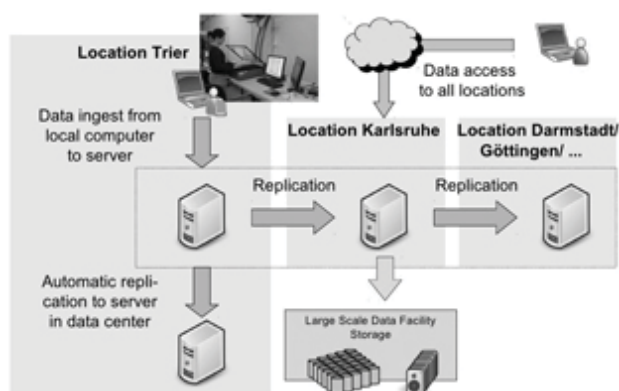 Location Trier
Data ingest from
local computer
to server
Data access
to all locations
Location Karlsruhe
Location Darmstadt/
Göttingen/ ...
Replication
Replication
Automatic repli-
cation to server
in data center
Large Scale Data Facility
Storage